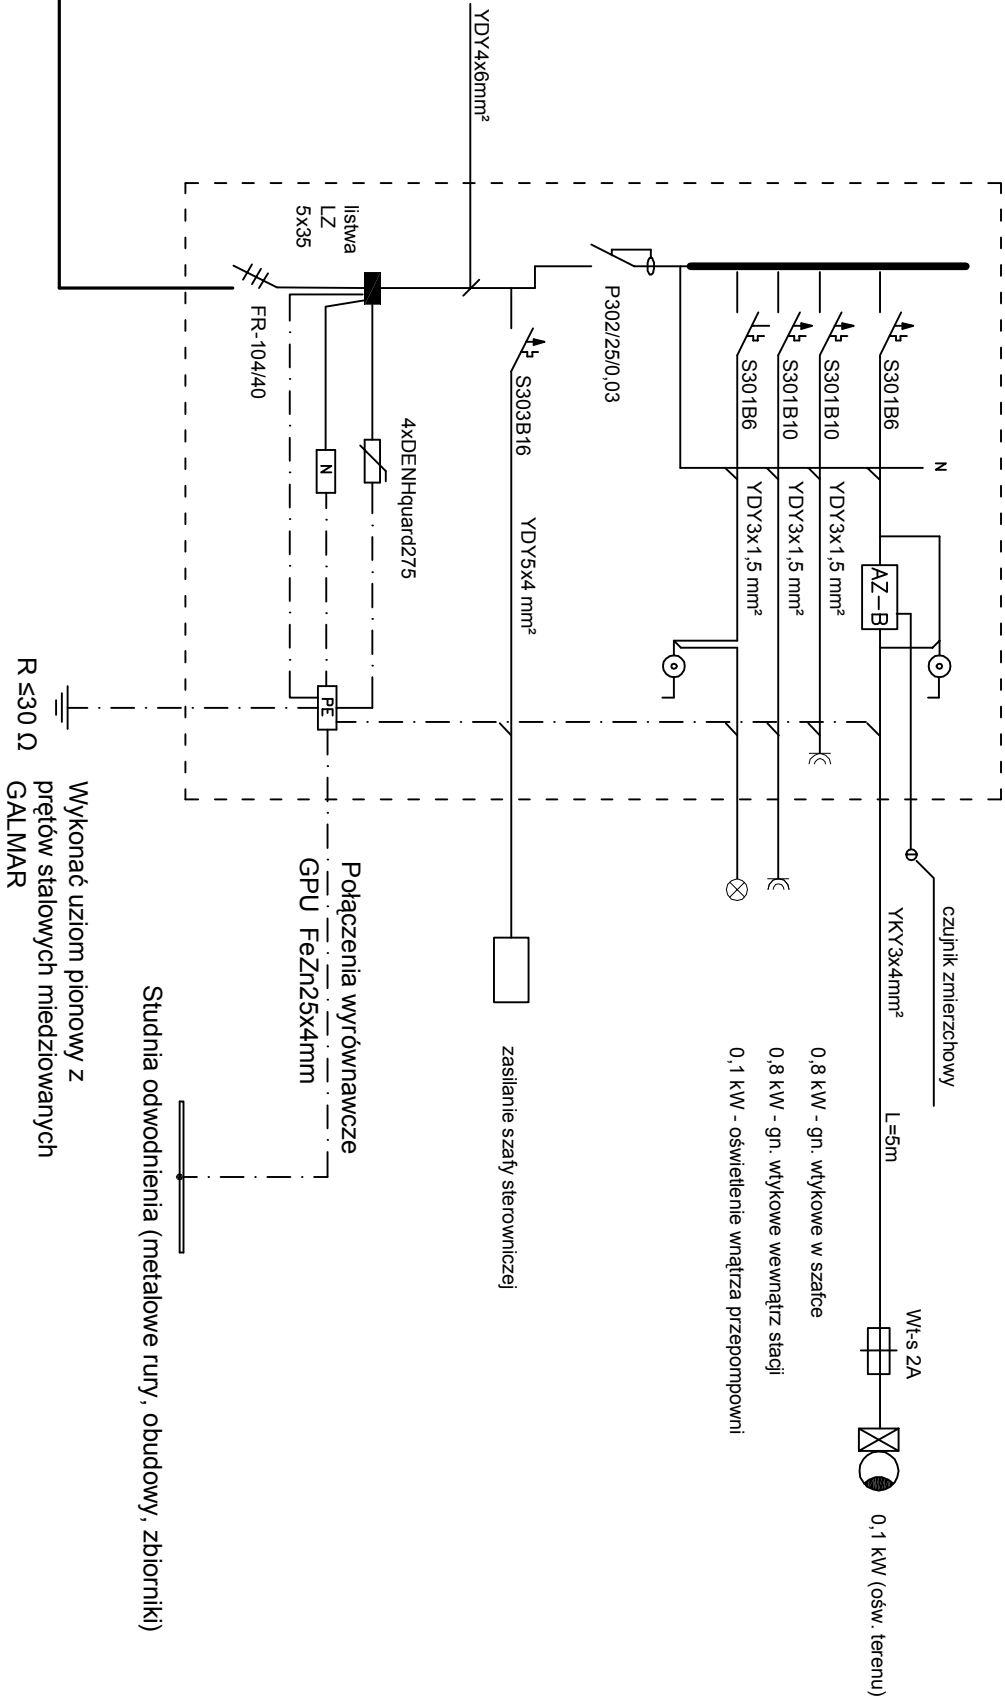 YDY4x6mm²
listwa
LZ
5x35
FR-104/40
P302/25/0,03
S303B16
S301B6
S301B10
S301B10
S301B6
N
4xDENHquard275
N
YDY5x4 mm²
YDY3x1,5 mm²
YDY3x1,5 mm²
YDY3x1,5 mm²
AZ-B
PE
R ≤30 Ω
Wykonać uziom pionowy z
prętów stalowych miedziowanych
GALMAR
Połączenia wyrównawcze
GPU FeZn25x4mm
Studnia odwodnienia (metalowe rury, obudowy, zbiorniki)
zasilanie szafy sterowniczej
czujnik zmierzchowy
YKY3x4mm²
L=5m
0,8 kW - gn. wtykowe w szafce
0,8 kW - gn. wtykowe wewnątrz stacji
0,1 kW - oświetlenie wnątrza przepompowni
Wt-s 2A
0,1 kW (ośw. terenu)